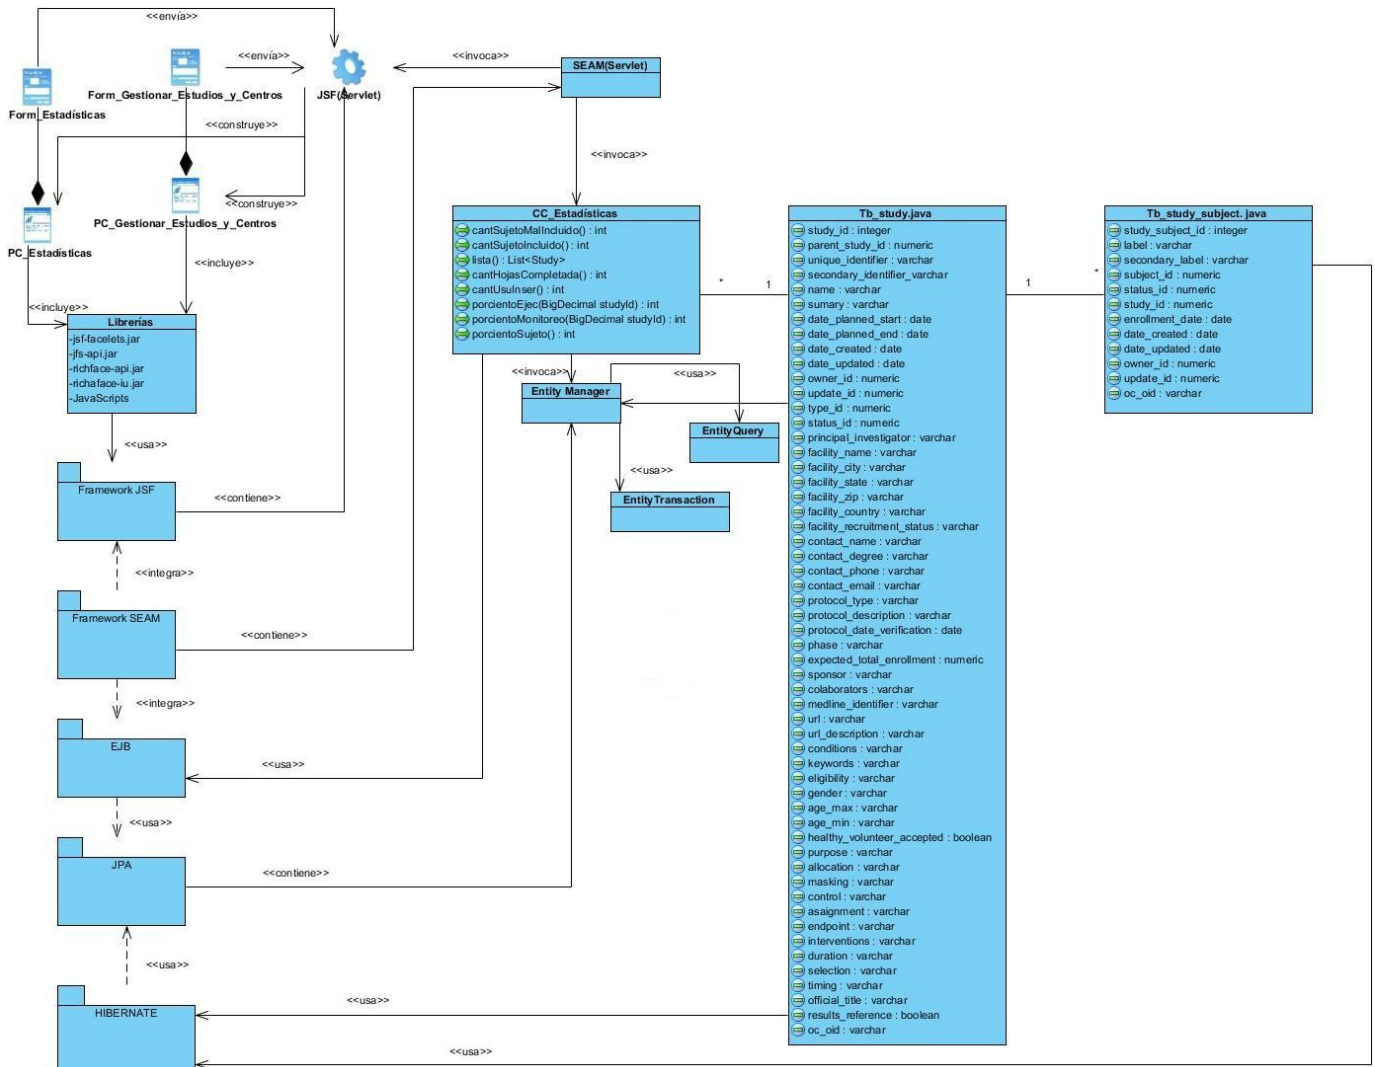 <<envía>>
<<envía>>
<<invoca>>
SEAM(Servlet)
Form_Gestionar_Estudios_y_Centros
JSF(Servlet)
Form_Estadísticas
<<construye>>
<<invoca>>
<<construye>>
PC_Gestionar_Estudios_y_Centros
PC_Estadísticas
<<incluye>>
<<incluye>>
Librerías
-jsf-facelets.jar
-jfs-api.jar
-richface-api.jar
-richaface-iu.jar
-JavaScripts
<<usa>>
Framework JSF
<<contiene>>
<<integra>>
Framework SEAM
<<contiene>>
<<integra>>
EJB
<<usa>>
<<usa>>
JPA
<<contiene>>
<<usa>>
HIBERNATE
<<usa>>
<<usa>>
CC_Estadísticas
cantSujetoMalIncluido() : int
cantSujetoIncluido() : int
lista() : List<Study>
cantHojasCompletada() : int
cantUsuInser() : int
porcientoEjec(BigDecimal studyId) : int
porcientoMonitoreo(BigDecimal studyId) : int
porcientoSujeto() : int
* 1
<<invoca>>
Entity Manager
<<usa>>
EntityQuery
<<usa>>
EntityTransaction
Tb_study.java
study_id : integer
parent_study_id : numeric
unique_identifier : varchar
secondary_identifier_varchar
name : varchar
sumary : varchar
date_planned_start : date
date_planned_end : date
date_created : date
date_updated : date
owner_id : numeric
update_id : numeric
type_id : numeric
status_id : numeric
principal_investigator : varchar
facility_name : varchar
facility_city : varchar
facility_state : varchar
facility_zip : varchar
facility_country : varchar
facility_recruitment_status : varchar
contact_name : varchar
contact_degree : varchar
contact_phone : varchar
contact_email : varchar
protocol_type : varchar
protocol_description : varchar
protocol_date_verification : date
phase : varchar
expected_total_enrollment : numeric
sponsor : varchar
colaborators : varchar
medline_identifier : varchar
url : varchar
url_description : varchar
conditions : varchar
keywords : varchar
eligibility : varchar
gender : varchar
age_max : varchar
age_min : varchar
healthy_volunteer_accepted : boolean
purpose : varchar
allocation : varchar
masking : varchar
control : varchar
asaignment : varchar
endpoint : varchar
interventions : varchar
duration : varchar
selection : varchar
timing : varchar
official_title : varchar
results_reference : boolean
oc_oid : varchar
1 *
Tb_study_subject. java
study_subject_id : integer
label : varchar
secondary_label : varchar
subject_id : numeric
status_id : numeric
study_id : numeric
enrollment_date : date
date_created : date
date_updated : date
owner_id : numeric
update_id : numeric
oc_oid : varchar